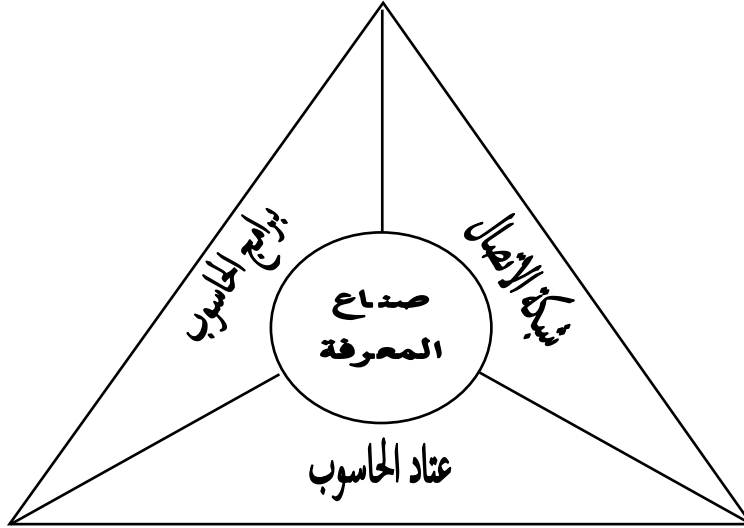 برامج الحاسوب
شبكة الاتصال
صناع
المعرفة
عتاد الحاسوب